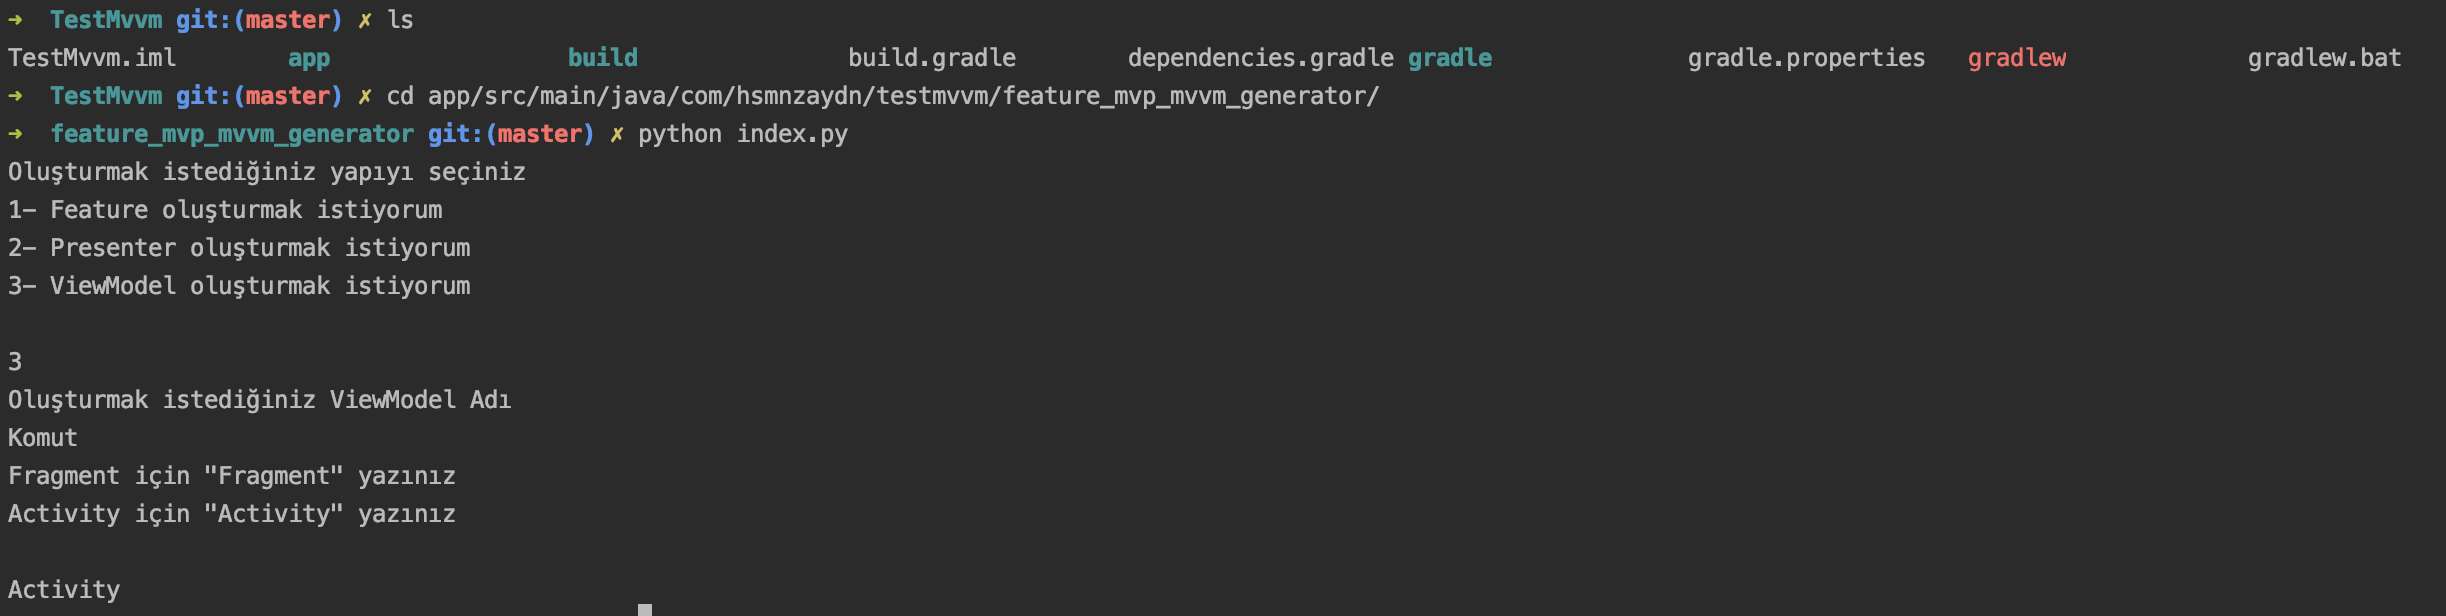 ➜  TestMvvm git:(master) ✗ ls
TestMvvm.iml        app                 build               build.gradle        dependencies.gradle gradle              gradle.properties   gradlew             gradlew.bat
➜  TestMvvm git:(master) ✗ cd app/src/main/java/com/hsmnzaydn/testmvvm/feature_mvp_mvvm_generator/
➜  feature_mvp_mvvm_generator git:(master) ✗ python index.py
Oluşturmak istediğiniz yapıyı seçiniz
1- Feature oluşturmak istiyorum
2- Presenter oluşturmak istiyorum
3- ViewModel oluşturmak istiyorum
3
Oluşturmak istediğiniz ViewModel Adı
Komut
Fragment için "Fragment" yazınız
Activity için "Activity" yazınız
Activity